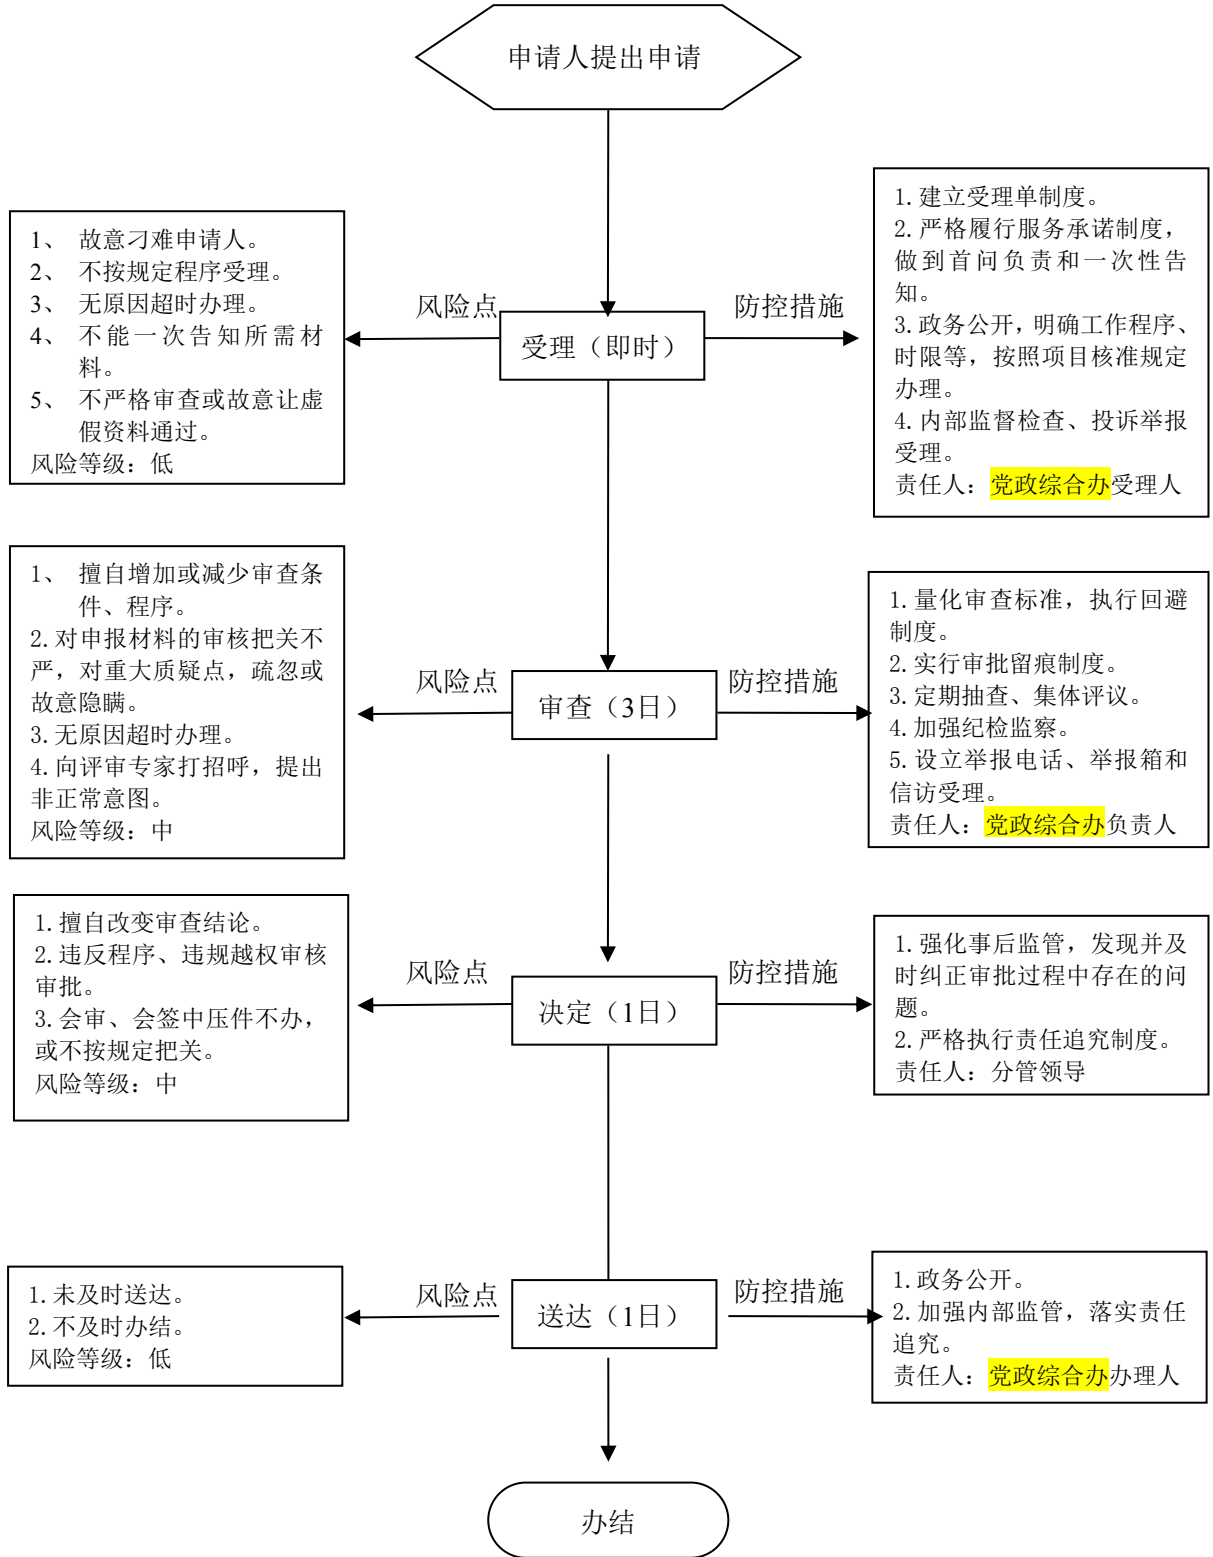 申请人提出申请
1、 故意刁难申请人。
2、 不按规定程序受理。
3、 无原因超时办理。
4、 不能一次告知所需材
料。
5、 不严格审查或故意让虚
假资料通过。
风险等级：低
风险点
受理（即时）
防控措施
1.建立受理单制度。
2.严格履行服务承诺制度，
做到首问负责和一次性告
知。
3.政务公开，明确工作程序、
时限等，按照项目核准规定
办理。
4.内部监督检查、投诉举报
受理。
责任人：党政综合办受理人
1、 擅自增加或减少审查条
件、程序。
2.对申报材料的审核把关不
严，对重大质疑点，疏忽或
故意隐瞒。
3.无原因超时办理。
4.向评审专家打招呼，提出
非正常意图。
风险等级：中
风险点
审查（3日）
防控措施
1.量化审查标准，执行回避
制度。
2.实行审批留痕制度。
3.定期抽查、集体评议。
4.加强纪检监察。
5.设立举报电话、举报箱和
信访受理。
责任人：党政综合办负责人
1.擅自改变审查结论。
2.违反程序、违规越权审核
审批。
3.会审、会签中压件不办，
或不按规定把关。
风险等级：中
风险点
决定（1日）
防控措施
1.强化事后监管，发现并及
时纠正审批过程中存在的问
题。
2.严格执行责任追究制度。
责任人：分管领导
1.未及时送达。
2.不及时办结。
风险等级：低
风险点
送达（1日）
防控措施
1.政务公开。
2.加强内部监管，落实责任
追究。
责任人：党政综合办办理人
办结